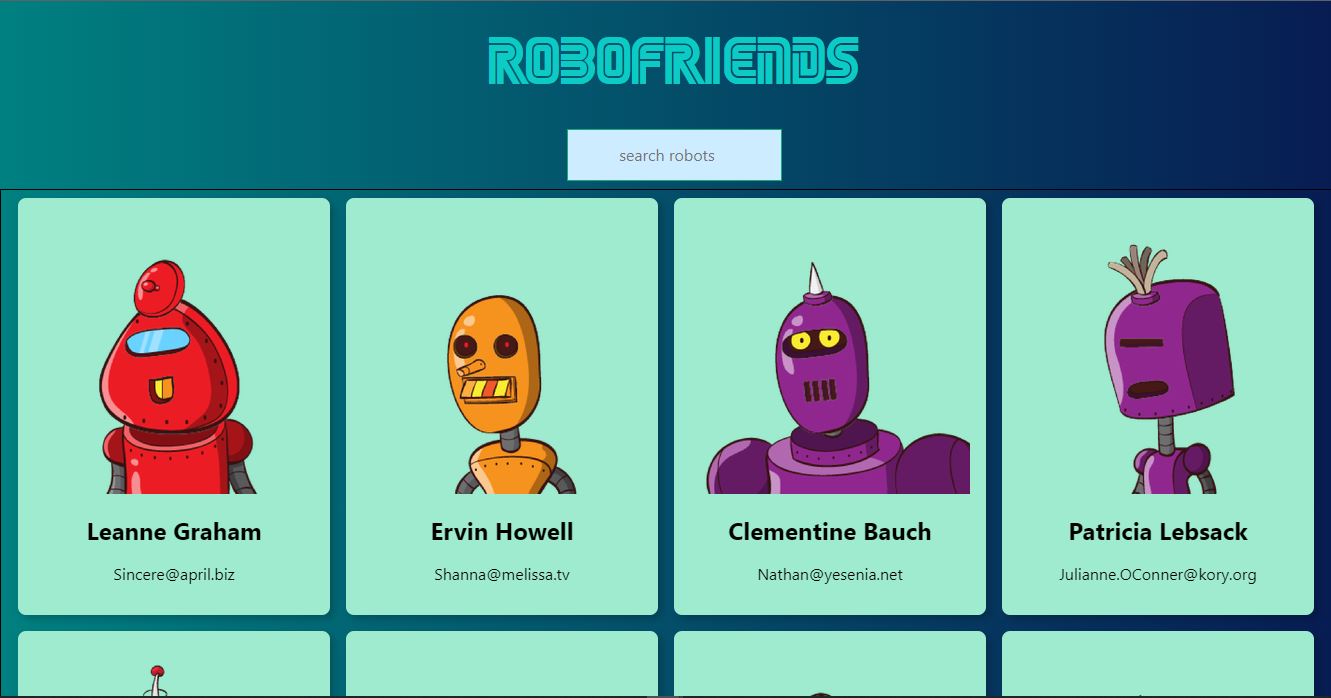 ROBOFRIENDS
search robots
Leanne Graham
Sincere@april.biz
Ervin Howell
Shanna@melissa.tv
Clementine Bauch
Nathan@yesenia.net
Patricia Lebsack
Julianne.OConner@kory.org